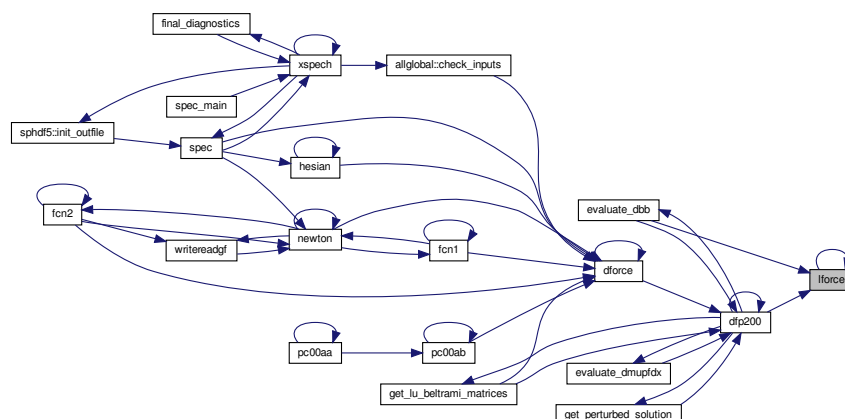 final_diagnostics
xspech
allglobal::check_inputs
spec_main
sphdf5::init_outfile
spec
hesian
fcn2
evaluate_dbb
newton
writereadgf
fcn1
dforce
lforce
dfp200
pc00aa
pc00ab
evaluate_dmupfdx
get_lu_beltrami_matrices
get_perturbed_solution